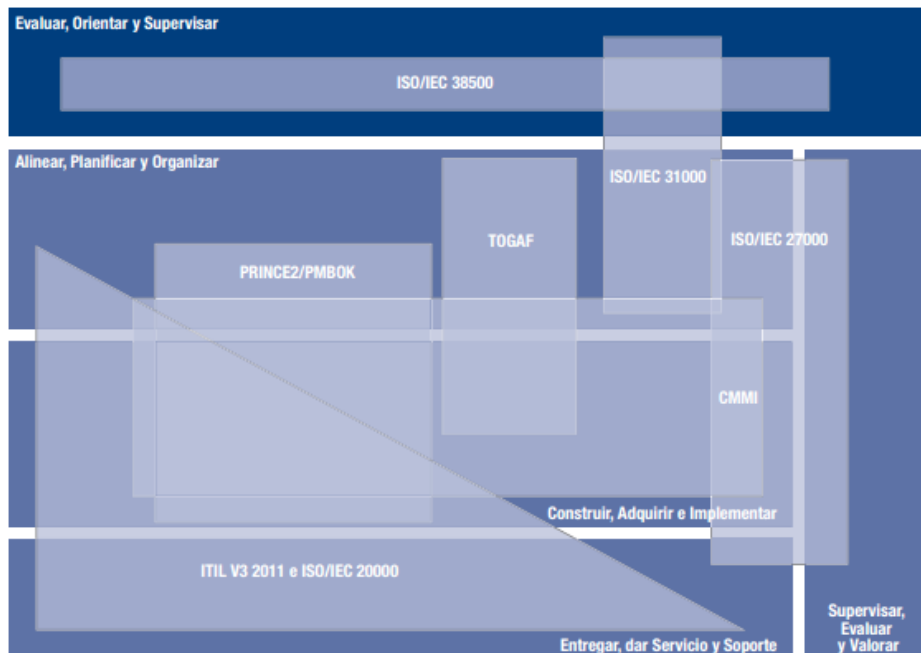 Evaluar, Orientar y Supervisar
ISO/IEC 38500
Alinear, Planificar y Organizar
ISO/IEC 31000
TOGAF
ISO/IEC 27000
PRINCE2/PMBOK
CMMI
Construir, Adquirir e Implementar
ITIL V3 2011 e ISO/IEC 20000
Entregar, dar Servicio y Soporte
Supervisar,
Evaluar
y Valorar